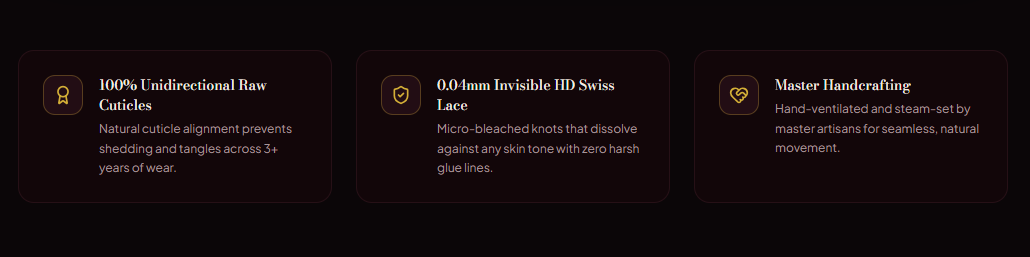 100% Unidirectional Raw
Cuticles
Natural cuticle alignment prevents
shedding and tangles across 3+
years of wear.
0.04mm Invisible HD Swiss
Lace
Micro-bleached knots that dissolve
against any skin tone with zero harsh
glue lines.
Master Handcrafting
Hand-ventilated and steam-set by
master artisans for seamless, natural
movement.